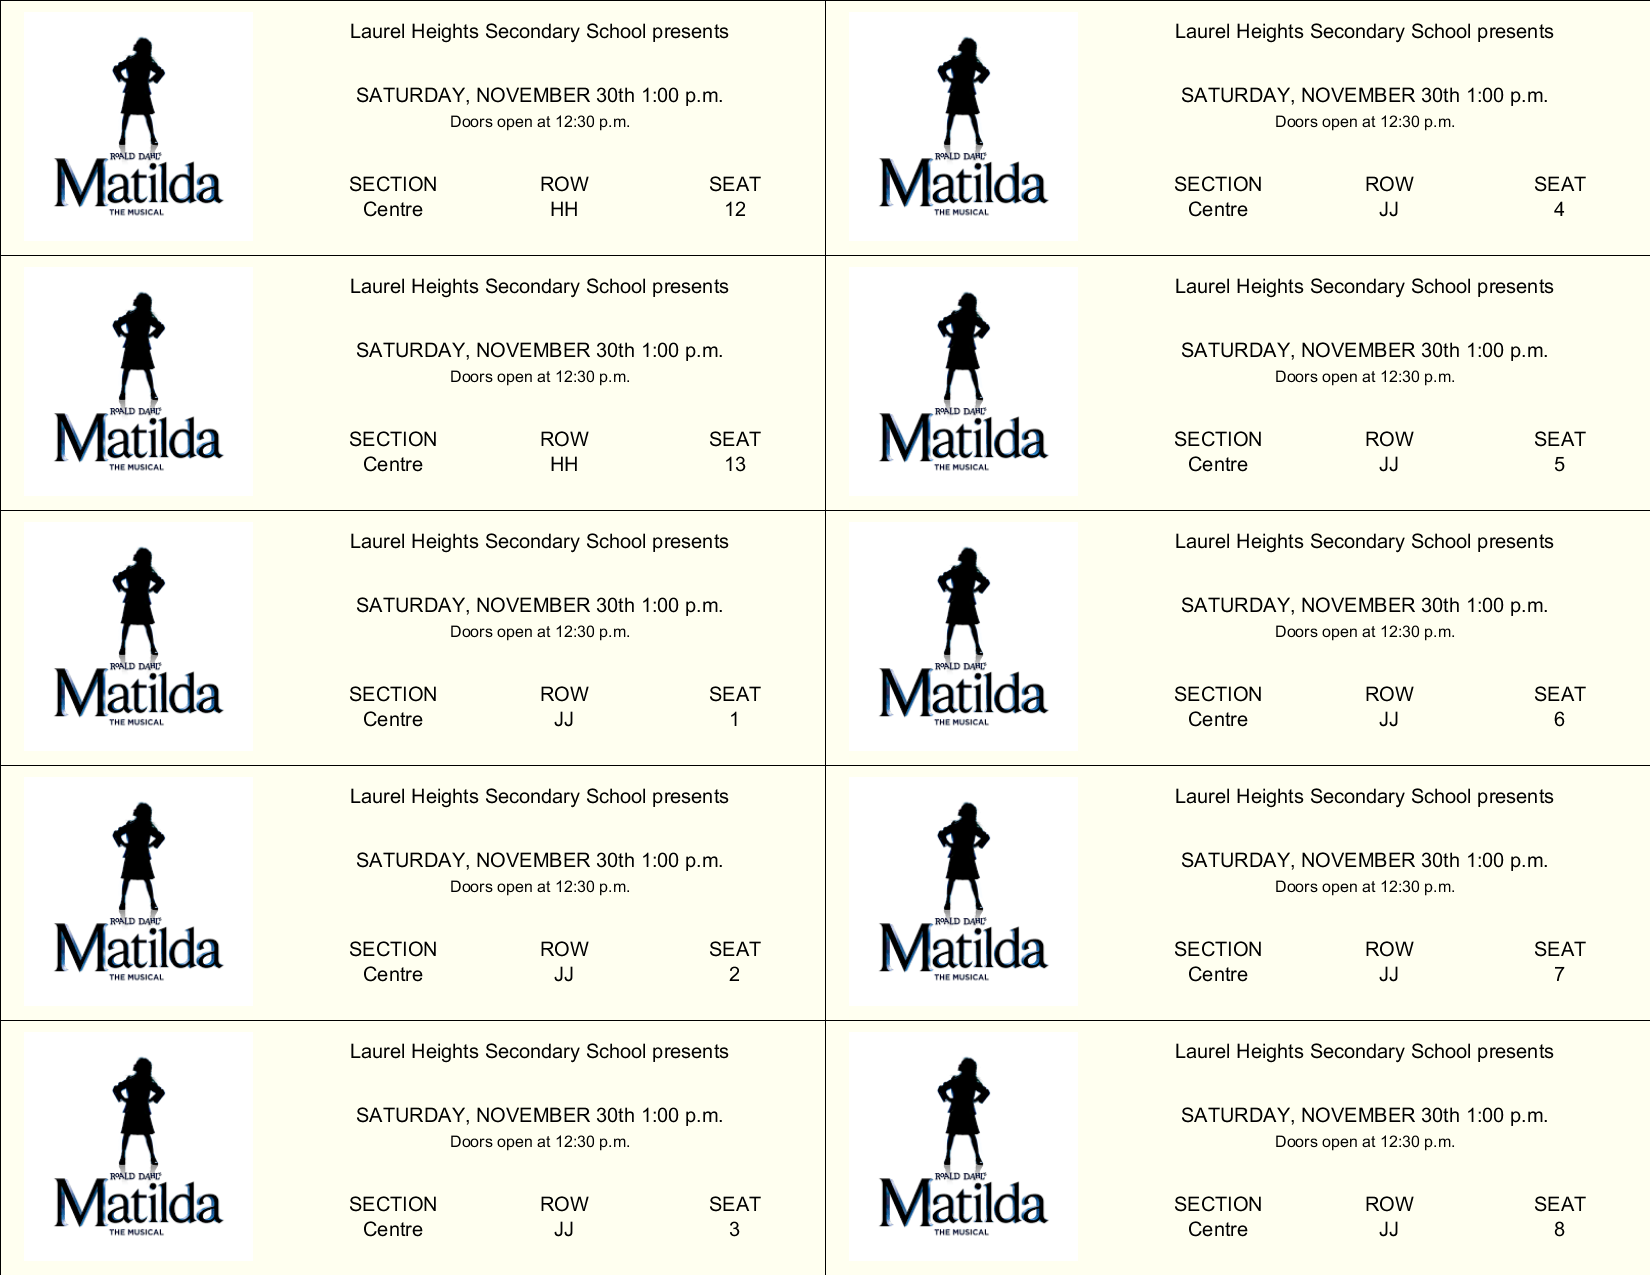 Laurel Heights Secondary School presents
SATURDAY, NOVEMBER 30th 1:00 p.m.
Doors open at 12:30 p.m.
ROALD DAHL'S
Matilda
THE MUSICAL
SECTION ROW SEAT
Centre HH 12
Laurel Heights Secondary School presents
SATURDAY, NOVEMBER 30th 1:00 p.m.
Doors open at 12:30 p.m.
ROALD DAHL'S
Matilda
THE MUSICAL
SECTION ROW SEAT
Centre JJ 4
Laurel Heights Secondary School presents
SATURDAY, NOVEMBER 30th 1:00 p.m.
Doors open at 12:30 p.m.
ROALD DAHL'S
Matilda
THE MUSICAL
SECTION ROW SEAT
Centre HH 13
Laurel Heights Secondary School presents
SATURDAY, NOVEMBER 30th 1:00 p.m.
Doors open at 12:30 p.m.
ROALD DAHL'S
Matilda
THE MUSICAL
SECTION ROW SEAT
Centre JJ 5
Laurel Heights Secondary School presents
SATURDAY, NOVEMBER 30th 1:00 p.m.
Doors open at 12:30 p.m.
ROALD DAHL'S
Matilda
THE MUSICAL
SECTION ROW SEAT
Centre JJ 1
Laurel Heights Secondary School presents
SATURDAY, NOVEMBER 30th 1:00 p.m.
Doors open at 12:30 p.m.
ROALD DAHL'S
Matilda
THE MUSICAL
SECTION ROW SEAT
Centre JJ 6
Laurel Heights Secondary School presents
SATURDAY, NOVEMBER 30th 1:00 p.m.
Doors open at 12:30 p.m.
ROALD DAHL'S
Matilda
THE MUSICAL
SECTION ROW SEAT
Centre JJ 2
Laurel Heights Secondary School presents
SATURDAY, NOVEMBER 30th 1:00 p.m.
Doors open at 12:30 p.m.
ROALD DAHL'S
Matilda
THE MUSICAL
SECTION ROW SEAT
Centre JJ 7
Laurel Heights Secondary School presents
SATURDAY, NOVEMBER 30th 1:00 p.m.
Doors open at 12:30 p.m.
ROALD DAHL'S
Matilda
THE MUSICAL
SECTION ROW SEAT
Centre JJ 3
Laurel Heights Secondary School presents
SATURDAY, NOVEMBER 30th 1:00 p.m.
Doors open at 12:30 p.m.
ROALD DAHL'S
Matilda
THE MUSICAL
SECTION ROW SEAT
Centre JJ 8